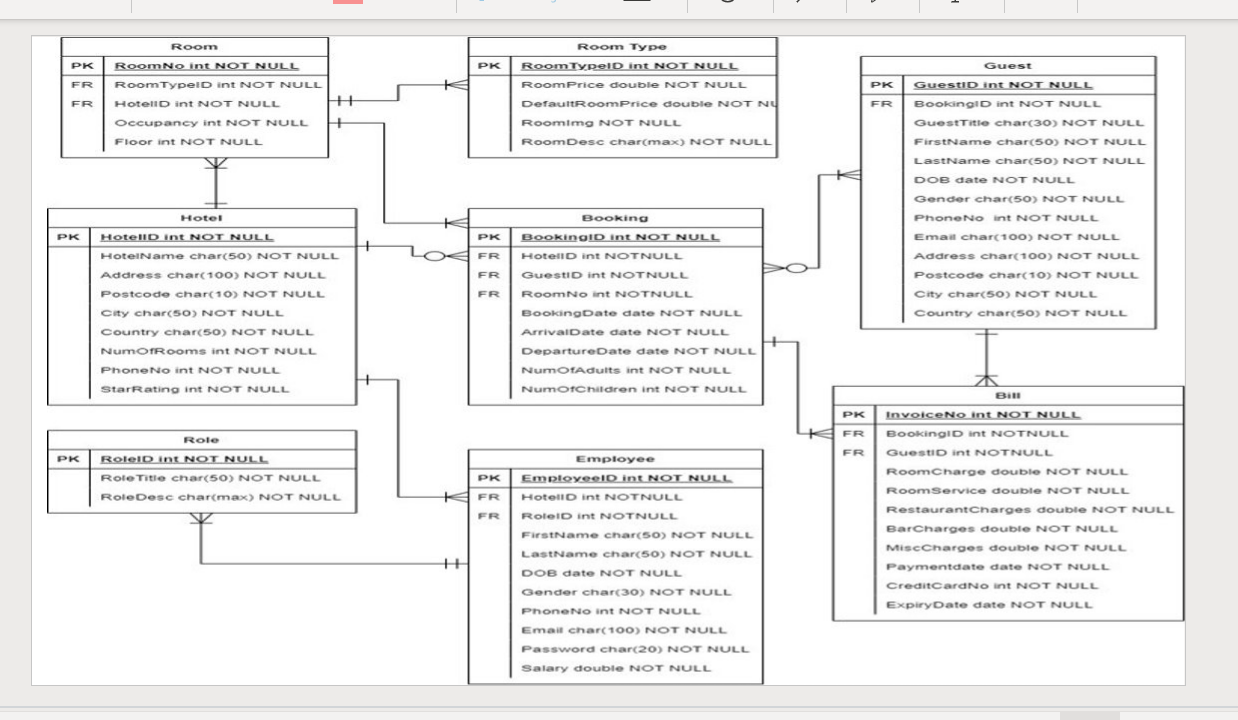 Room
PK RoomNo int NOT NULL
FR RoomTypeID int NOT NULL
FR HotelID int NOT NULL
Occupancy int NOT NULL
Floor int NOT NULL
Room Type
PK RoomTypeID int NOT NULL
RoomPrice double NOT NULL
DefaultRoomPrice double NOT NU
RoomImg NOT NULL
RoomDesc char(max) NOT NULL
Guest
PK GuestID int NOT NULL
FR BookingID int NOT NULL
GuestTitle char(30) NOT NULL
FirstName char(50) NOT NULL
LastName char(50) NOT NULL
DOB date NOT NULL
Gender char(50) NOT NULL
PhoneNo int NOT NULL
Email char(100) NOT NULL
Address char(100) NOT NULL
Postcode char(10) NOT NULL
City char(50) NOT NULL
Country char(50) NOT NULL
Hotel
PK HotelID int NOT NULL
HotelName char(50) NOT NULL
Address char(100) NOT NULL
Postcode char(10) NOT NULL
City char(50) NOT NULL
Country char(50) NOT NULL
NumOfRooms int NOT NULL
PhoneNo int NOT NULL
StarRating int NOT NULL
Booking
PK BookingID int NOT NULL
FR HotelID int NOTNULL
FR GuestID int NOTNULL
FR RoomNo int NOTNULL
BookingDate date NOT NULL
ArrivalDate date NOT NULL
DepartureDate date NOT NULL
NumOfAdults int NOT NULL
NumOfChildren int NOT NULL
Bill
PK InvoiceNo int NOT NULL
FR BookingID int NOTNULL
FR GuestID int NOTNULL
RoomCharge double NOT NULL
RoomService double NOT NULL
RestaurantCharges double NOT NULL
BarCharges double NOT NULL
MiscCharges double NOT NULL
Paymentdate date NOT NULL
CreditCardNo int NOT NULL
ExpiryDate date NOT NULL
Role
PK RoleID int NOT NULL
RoleTitle char(50) NOT NULL
RoleDesc char(max) NOT NULL
Employee
PK EmployeeID int NOT NULL
FR HotelID int NOTNULL
FR RoleID int NOTNULL
FirstName char(50) NOT NULL
LastName char(50) NOT NULL
DOB date NOT NULL
Gender char(30) NOT NULL
PhoneNo int NOT NULL
Email char(100) NOT NULL
Password char(20) NOT NULL
Salary double NOT NULL